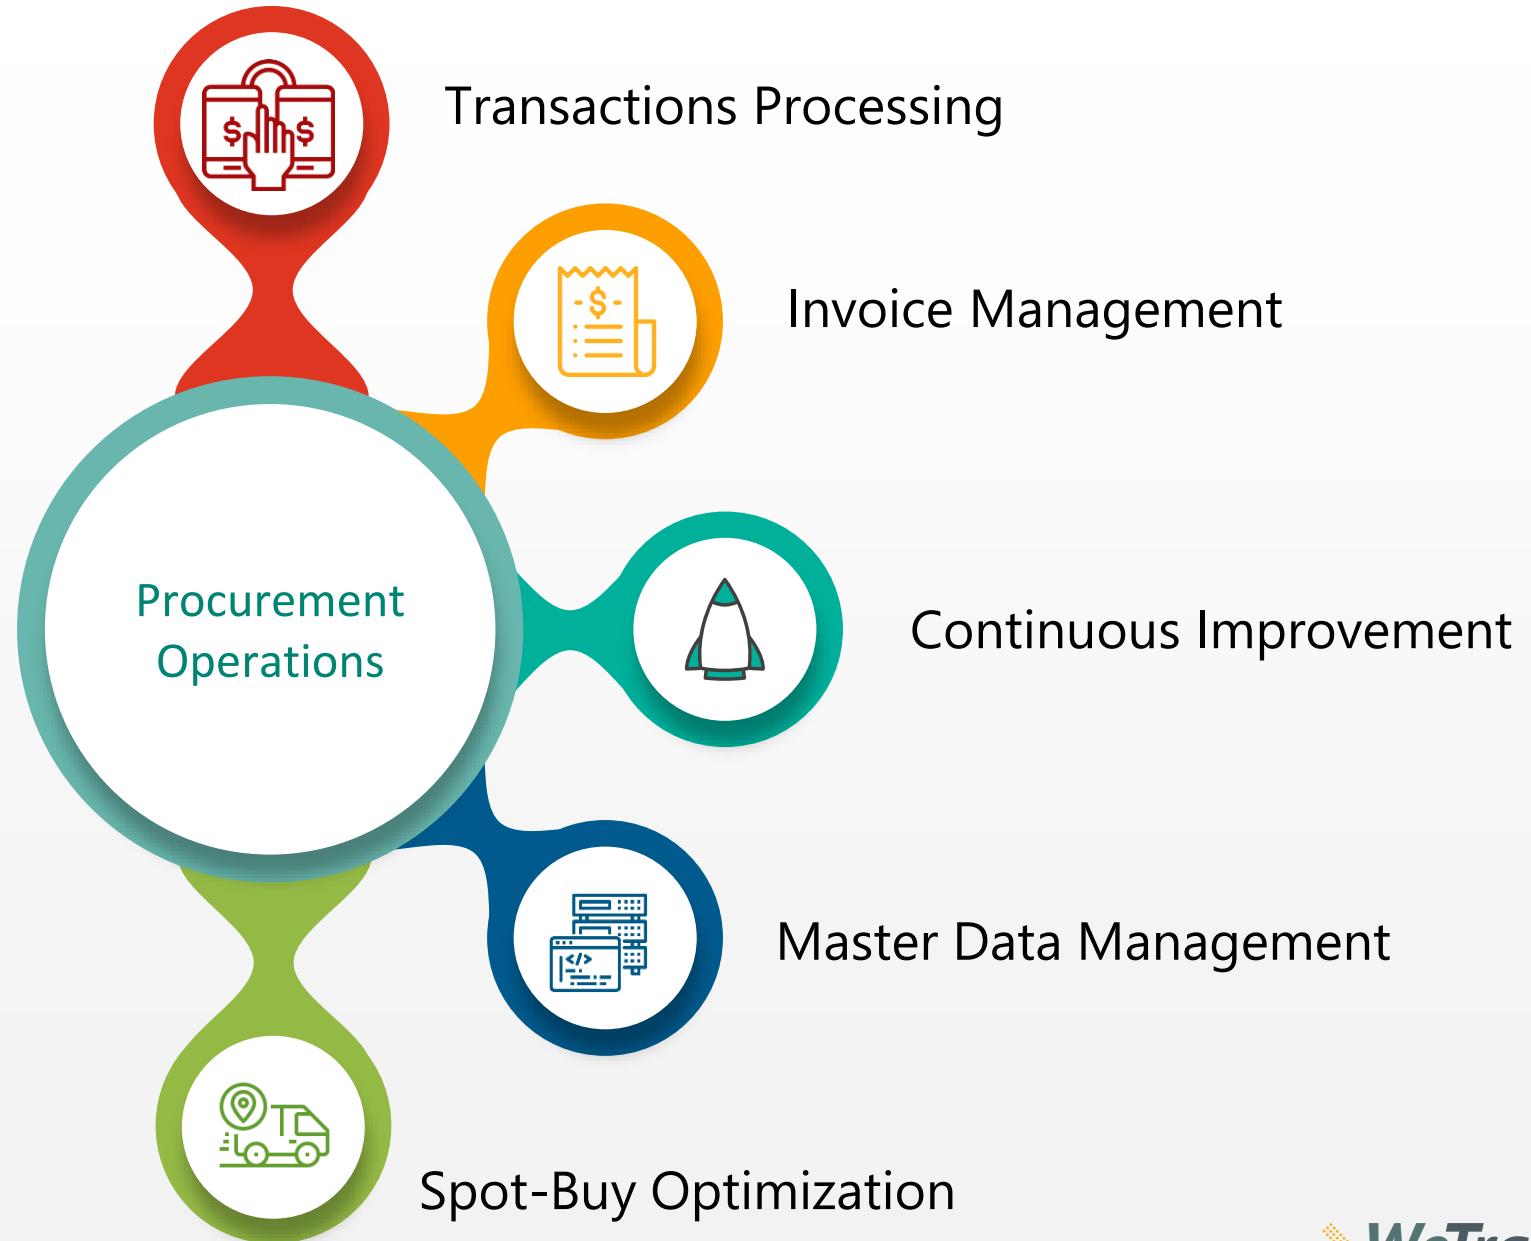 Transactions Processing
Invoice Management
Procurement
Operations
Continuous Improvement
Master Data Management
Spot-Buy Optimization